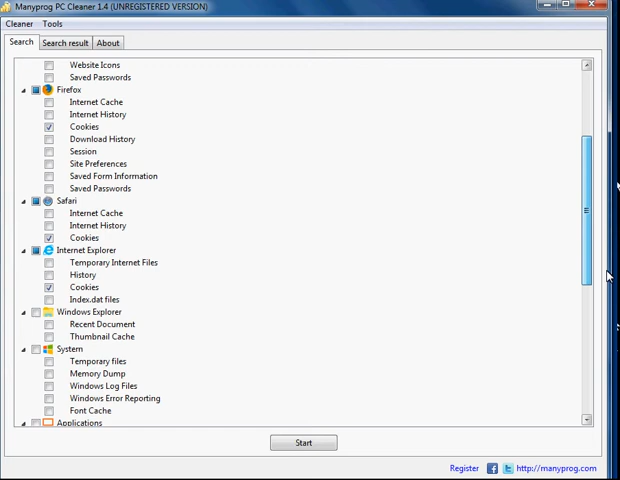 Manyprog PC Cleaner 1.4 (UNREGISTERED VERSION)
Cleaner Tools
Search Search result About
Website Icons
Saved Passwords
Firefox
Internet Cache
Internet History
Cookies
Download History
Session
Site Preferences
Saved Form Information
Saved Passwords
Safari
Internet Cache
Internet History
Cookies
Internet Explorer
Temporary Internet Files
History
Cookies
Index.dat files
Windows Explorer
Recent Document
Thumbnail Cache
System
Temporary files
Memory Dump
Windows Log Files
Windows Error Reporting
Font Cache
Applications
Start
Register http://manyprog.com